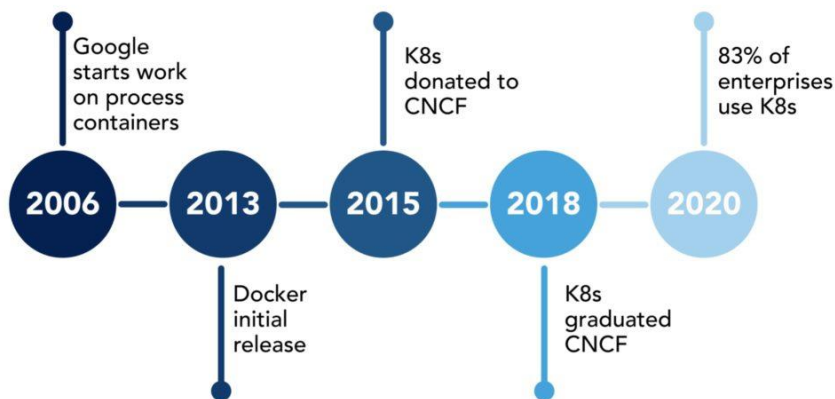 Google
starts work
on process
containers
K8s
donated to
CNCF
83% of
enterprises
use K8s
2006
2013
2015
2018
2020
Docker
initial
release
K8s
graduated
CNCF